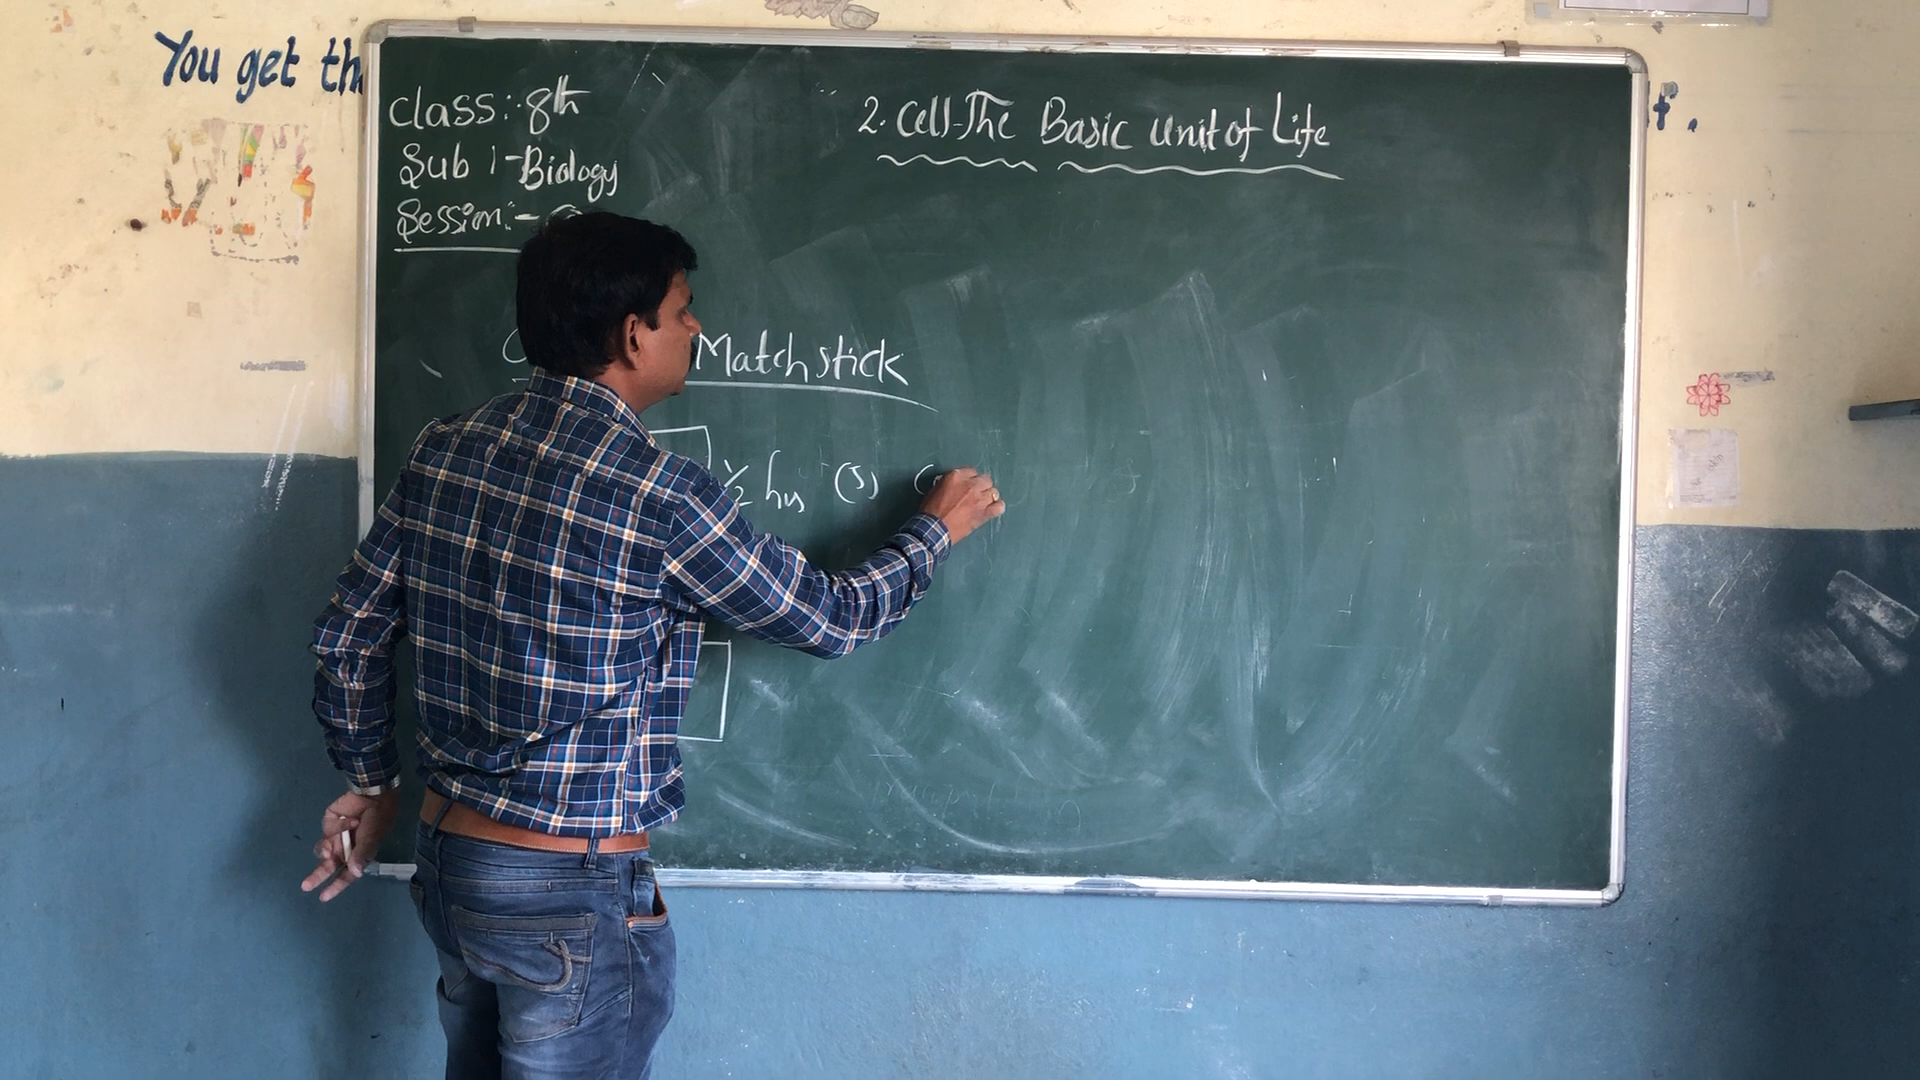 You get th
Class:- 8th
Sub :- Biology
Session:-
2. Cell-The Basic unit of Life
Match stick
1/2 hrs (5)